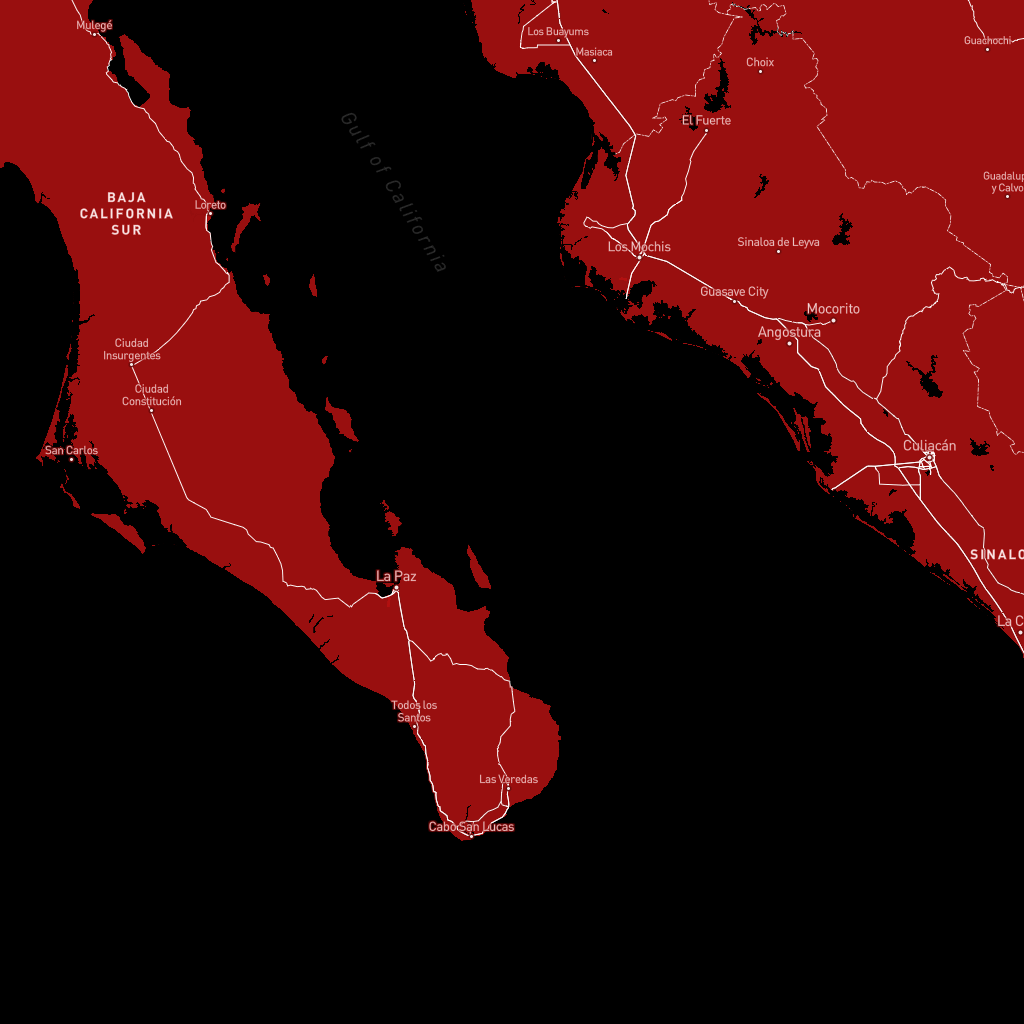 Mulegé
Los Buayums
Masiaca
Guachochi
Choix
El Fuerte
Gulf of California
Guadalup
y Calvo
BAJA
CALIFORNIA
SUR
Loreto
Los Mochis
Sinaloa de Leyva
Guasave City
Mocorito
Angostura
Ciudad
Insurgentes
Ciudad
Constitución
San Carlos
Culiacán
SINALO
La Paz
La C
Todos los
Santos
Las Veredas
Cabo San Lucas